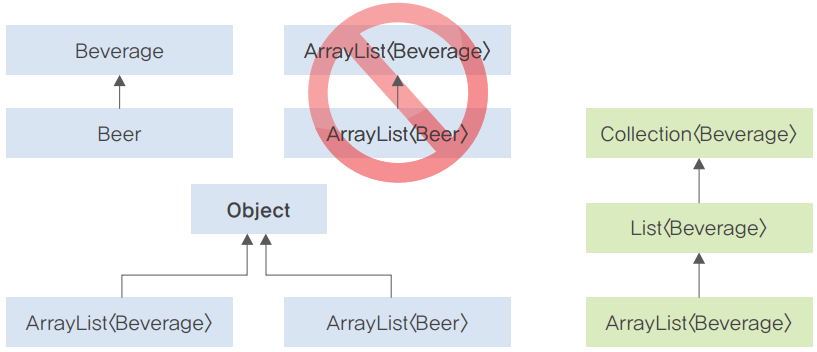 Beverage
ArrayList〈Beverage〉
Beer
ArrayList〈Beer〉
Collection〈Beverage〉
Object
List〈Beverage〉
ArrayList〈Beverage〉
ArrayList〈Beer〉
ArrayList〈Beverage〉